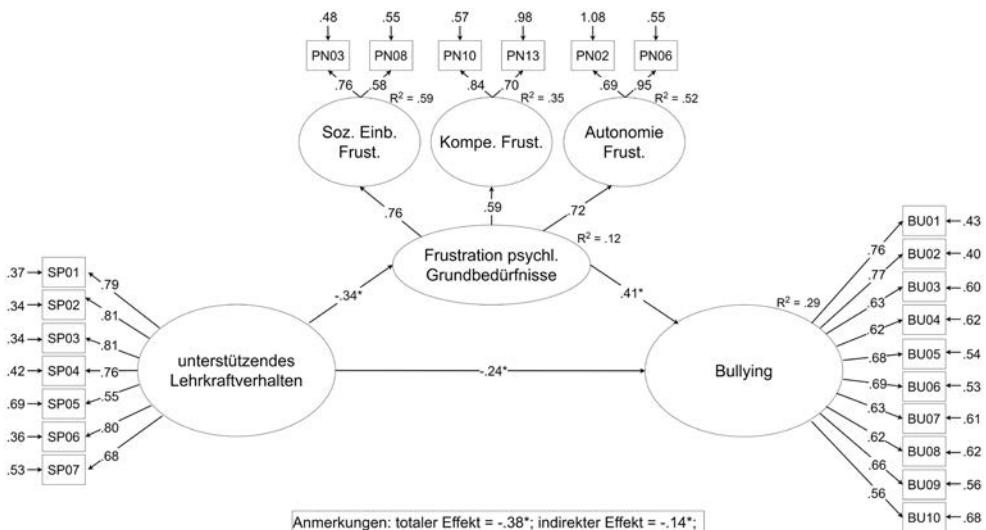 .48 .55 .57 .98 1.08 .55
PN03 PN08 PN10 PN13 PN02 PN06
.76 .58 .84 .70 .69 .95
R² = .59 R² = .35 R² = .52
Soz. Einb.
Frust.
Kompe. Frust.
Autonomie
Frust.
.76 .59 .72
R² = .12
Frustration psychl.
Grundbedürfnisse
-.34* .41*
.37 SP01 .79
.34 SP02 .81
.34 SP03 .81
.42 SP04 .76
.69 SP05 .55
.36 SP06 .80
.53 SP07 .68
unterstützendes
Lehrkraftverhalten
-.24*
R² = .29
Bullying
.76 BU01 .43
.77 BU02 .40
.63 BU03 .60
.62 BU04 .62
.68 BU05 .54
.69 BU06 .53
.63 BU07 .61
.62 BU08 .62
.66 BU09 .56
.56 BU10 .68
Anmerkungen: totaler Effekt = -.38*; indirekter Effekt = -.14*;